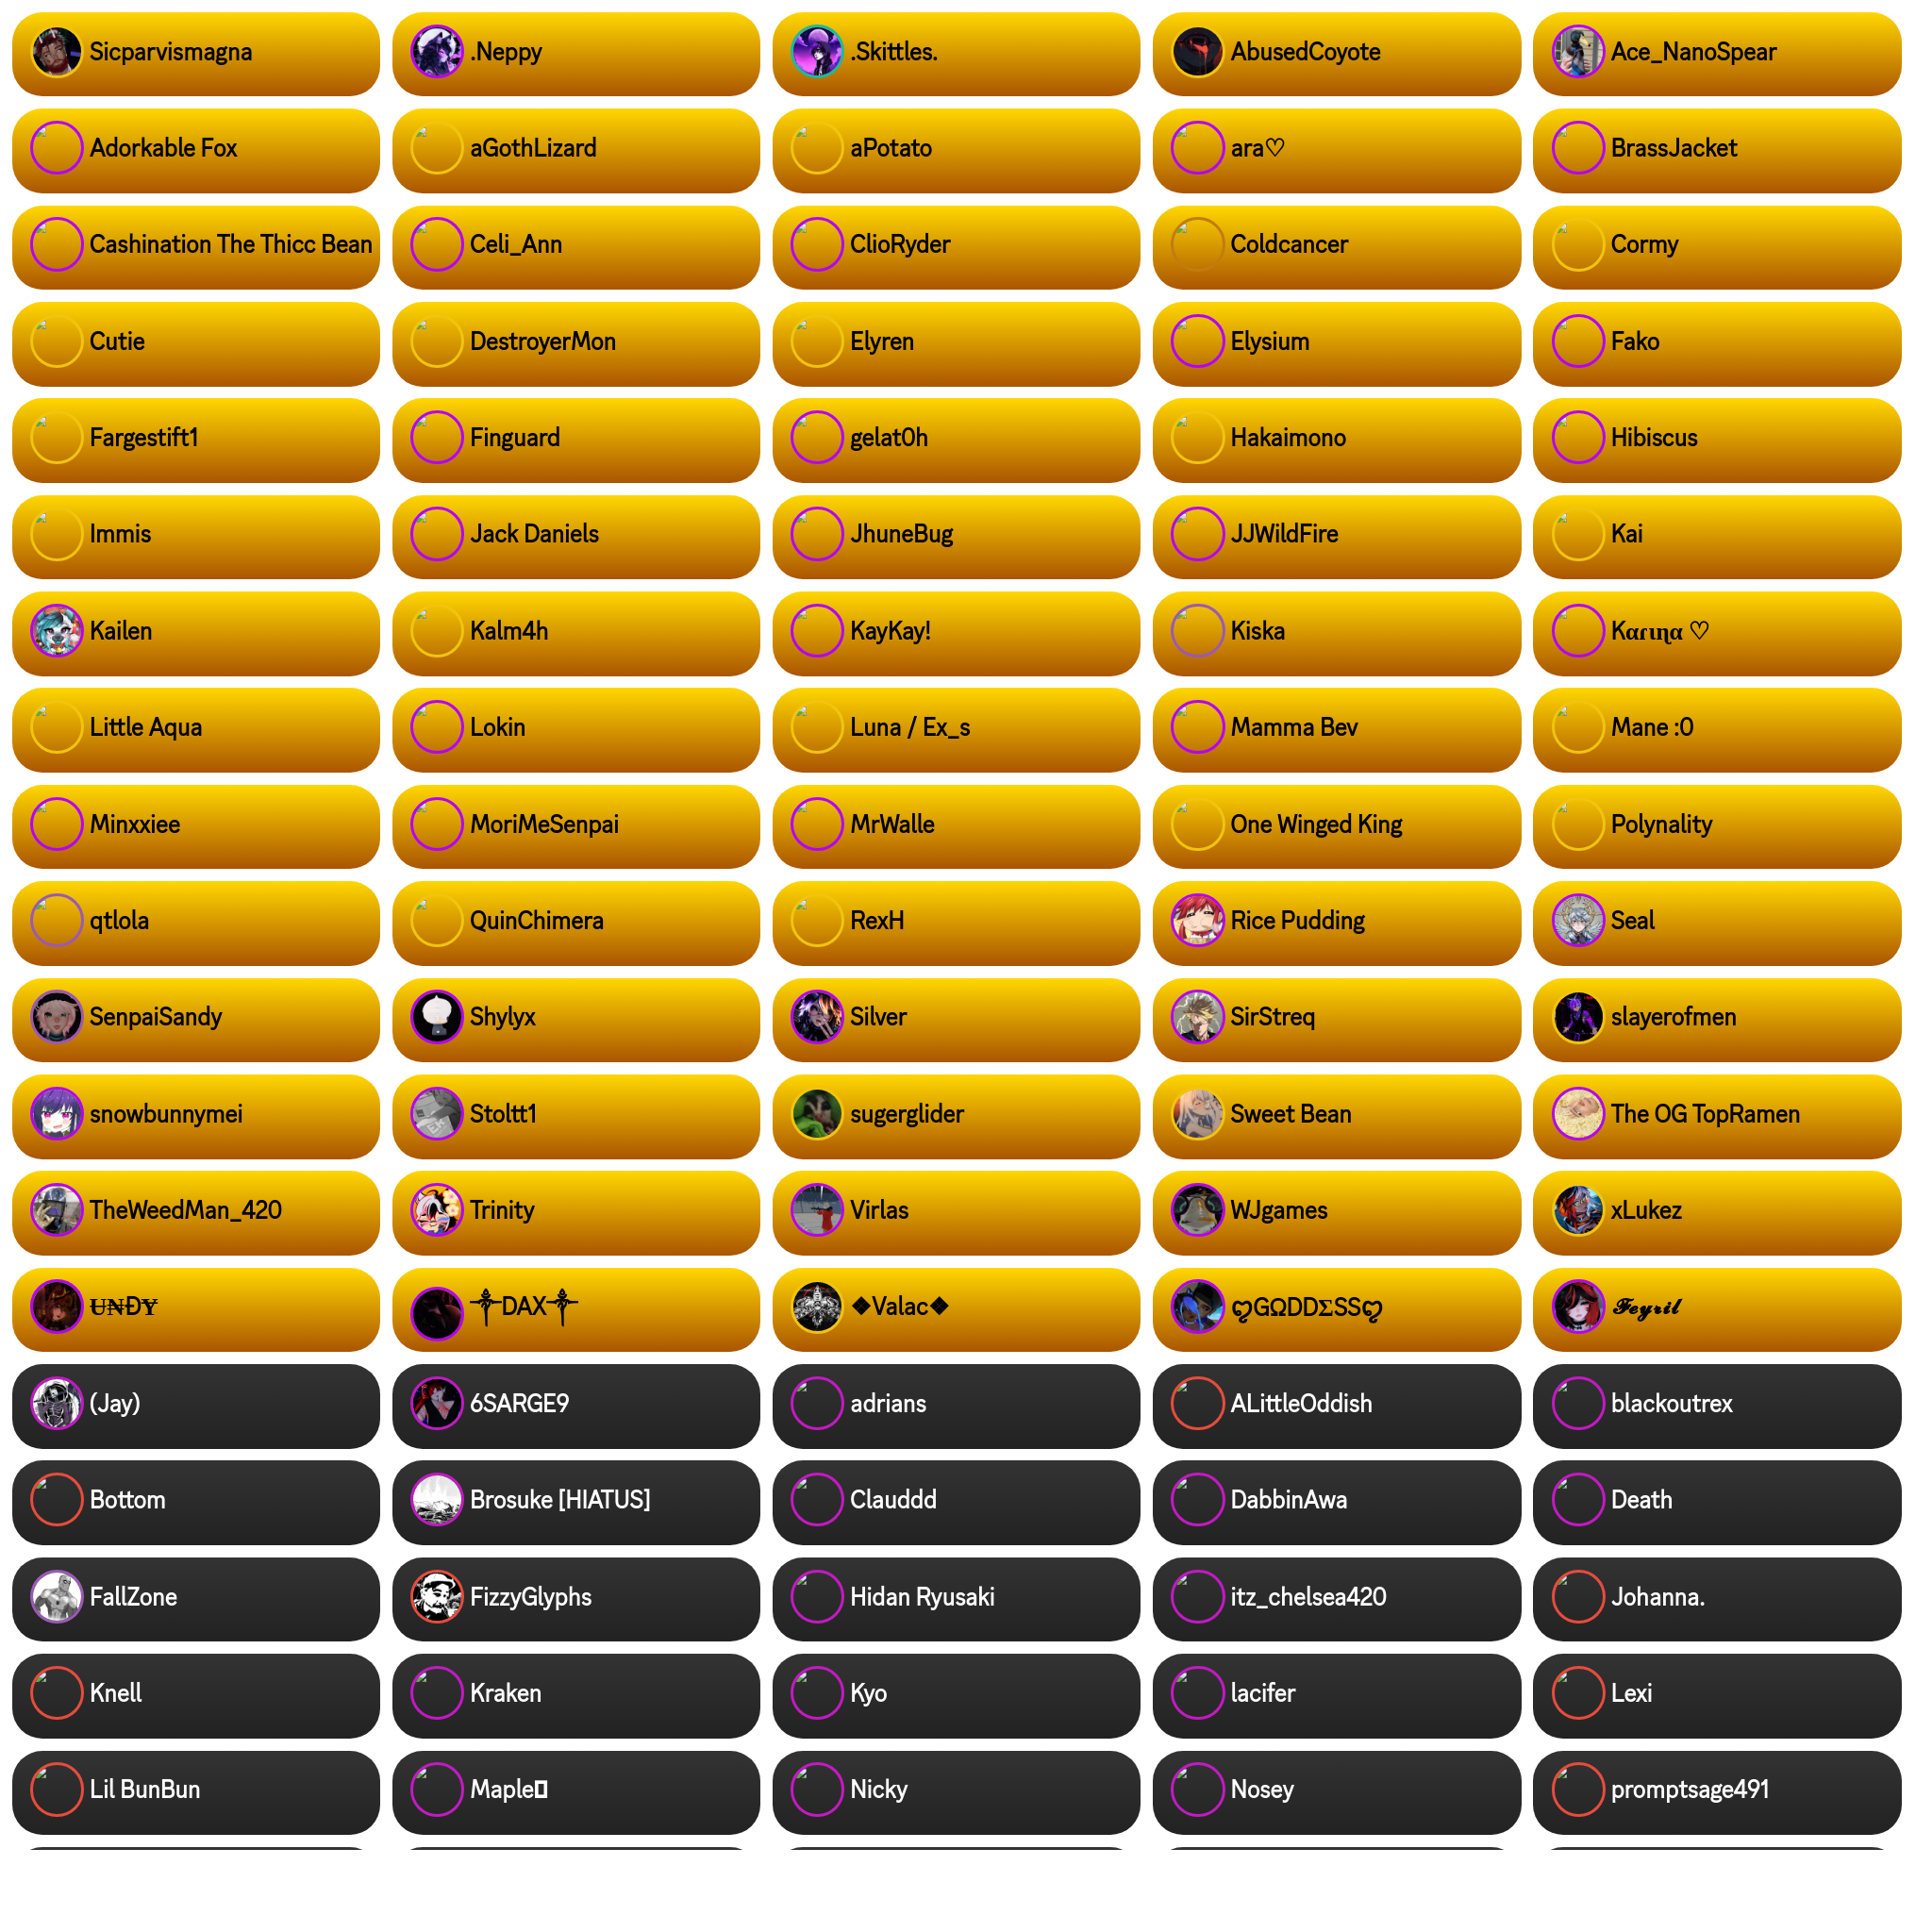 Sicparvismagna
.Neppy
.Skittles.
AbusedCoyote
Ace_NanoSpear
Adorkable Fox
aGothLizard
aPotato
ara♡
BrassJacket
Cashination The Thicc Bean
Celi_Ann
ClioRyder
Coldcancer
Cormy
Cutie
DestroyerMon
Elyren
Elysium
Fako
Fargestift1
Finguard
gelat0h
Hakaimono
Hibiscus
Immis
Jack Daniels
JhuneBug
JJWildFire
Kai
Kailen
Kalm4h
KayKay!
Kiska
Kαɾιɳα ♡
Little Aqua
Lokin
Luna / Ex_s
Mamma Bev
Mane :0
Minxxiee
MoriMeSenpai
MrWalle
One Winged King
Polynality
qtlola
QuinChimera
RexH
Rice Pudding
Seal
SenpaiSandy
Shylyx
Silver
SirStreq
slayerofmen
snowbunnymei
Stoltt1
sugerglider
Sweet Bean
The OG TopRamen
TheWeedMan_420
Trinity
Virlas
WJgames
xLukez
U̶₦ĐɎ
༒DAX༒
❖Valac❖
ღGΩDDΣSSღ
𝓕𝓮𝔂𝓻𝓲𝓵
(Jay)
6SARGE9
adrians
ALittleOddish
blackoutrex
Bottom
Brosuke [HIATUS]
Clauddd
DabbinAwa
Death
FallZone
FizzyGlyphs
Hidan Ryusaki
itz_chelsea420
Johanna.
Knell
Kraken
Kyo
lacifer
Lexi
Lil BunBun
Maple
Nicky
Nosey
promptsage491